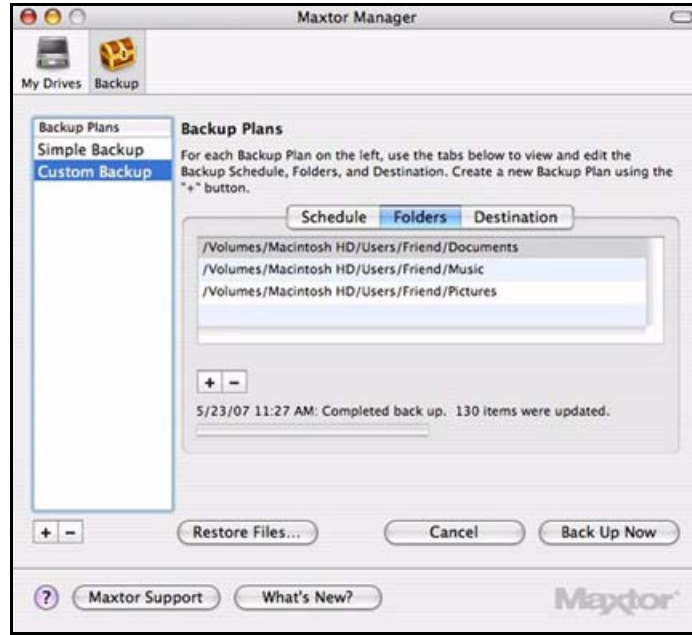 Maxtor Manager
My Drives Backup
Backup Plans
Simple Backup
Custom Backup
Backup Plans
For each Backup Plan on the left, use the tabs below to view and edit the
Backup Schedule, Folders, and Destination. Create a new Backup Plan using the
"+" button.
Schedule Folders Destination
/Volumes/Macintosh HD/Users/Friend/Documents
/Volumes/Macintosh HD/Users/Friend/Music
/Volumes/Macintosh HD/Users/Friend/Pictures
+ -
5/23/07 11:27 AM: Completed back up. 130 items were updated.
+ - Restore Files... Cancel Back Up Now
? Maxtor Support What's New? Maxtor